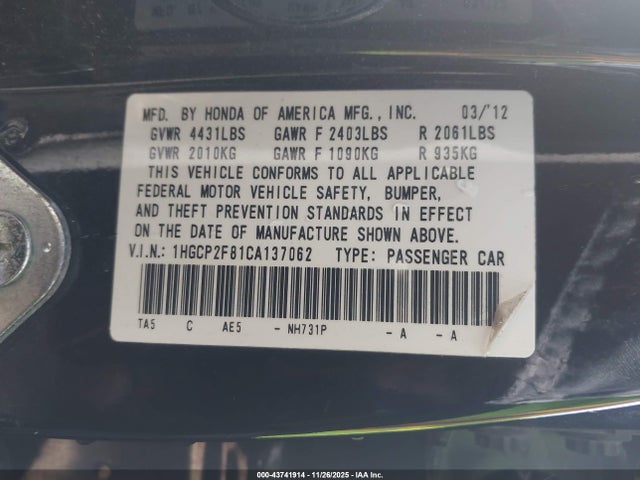 MFD. BY HONDA OF AMERICA MFG., INC. 03/'12
GVWR 4431LBS GAWR F 2403LBS R 2061LBS
GVWR 2010KG GAWR F 1090KG R 935KG
THIS VEHICLE CONFORMS TO ALL APPLICABLE
FEDERAL MOTOR VEHICLE SAFETY, BUMPER,
AND THEFT PREVENTION STANDARDS IN EFFECT
ON THE DATE OF MANUFACTURE SHOWN ABOVE.
V.I.N.: 1HGCP2F81CA137062 TYPE: PASSENGER CAR
TA5 C AE5 - NH731P - A - A
000-43741914 - 11/26/2025 - IAAI, Inc.